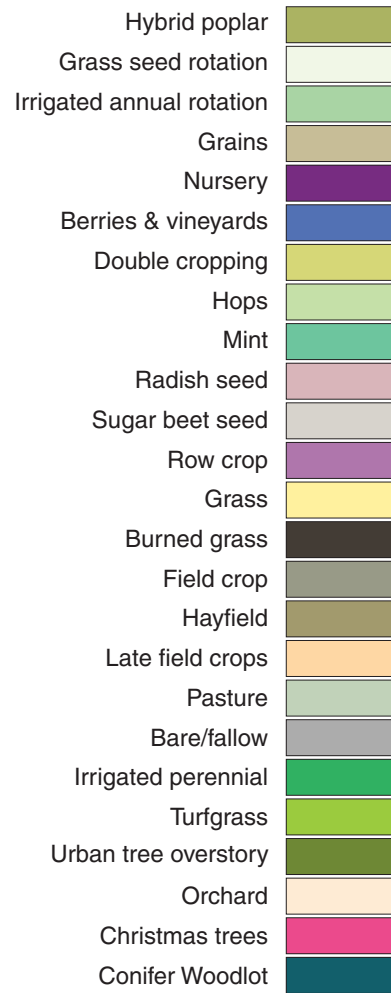 Hybrid poplar
Grass seed rotation
Irrigated annual rotation
Grains
Nursery
Berries & vineyards
Double cropping
Hops
Mint
Radish seed
Sugar beet seed
Row crop
Grass
Burned grass
Field crop
Hayfield
Late field crops
Pasture
Bare/fallow
Irrigated perennial
Turfgrass
Urban tree overstory
Orchard
Christmas trees
Conifer Woodlot